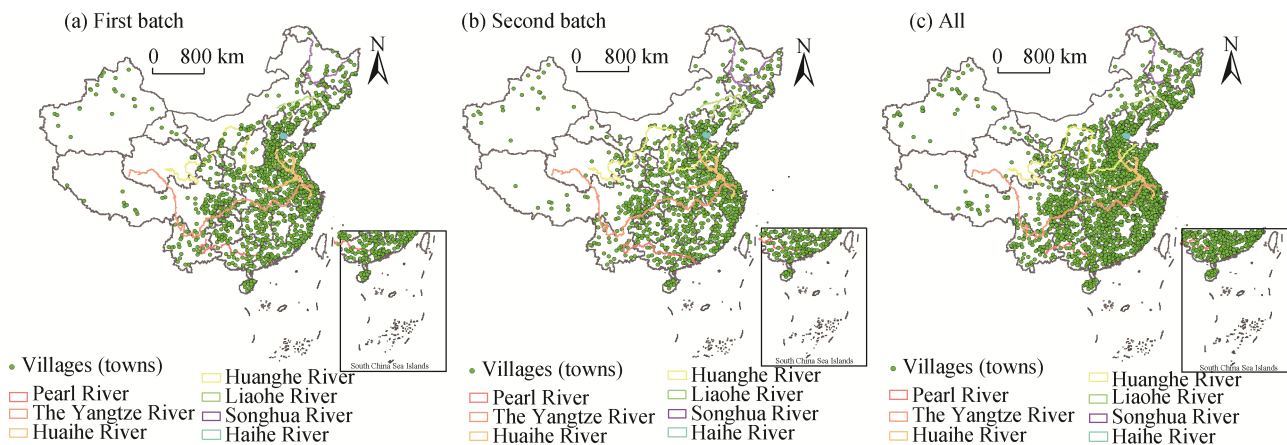 (a) First batch
0 800 km
N
South China Sea Islands
Villages (towns)
Pearl River
The Yangtze River
Huaihe River
Huanghe River
Liaohe River
Songhua River
Haihe River
(b) Second batch
0 800 km
N
South China Sea Islands
Villages (towns)
Pearl River
The Yangtze River
Huaihe River
Huanghe River
Liaohe River
Songhua River
Haihe River
(c) All
0 800 km
N
South China Sea Islands
Villages (towns)
Pearl River
The Yangtze River
Huaihe River
Huanghe River
Liaohe River
Songhua River
Haihe River